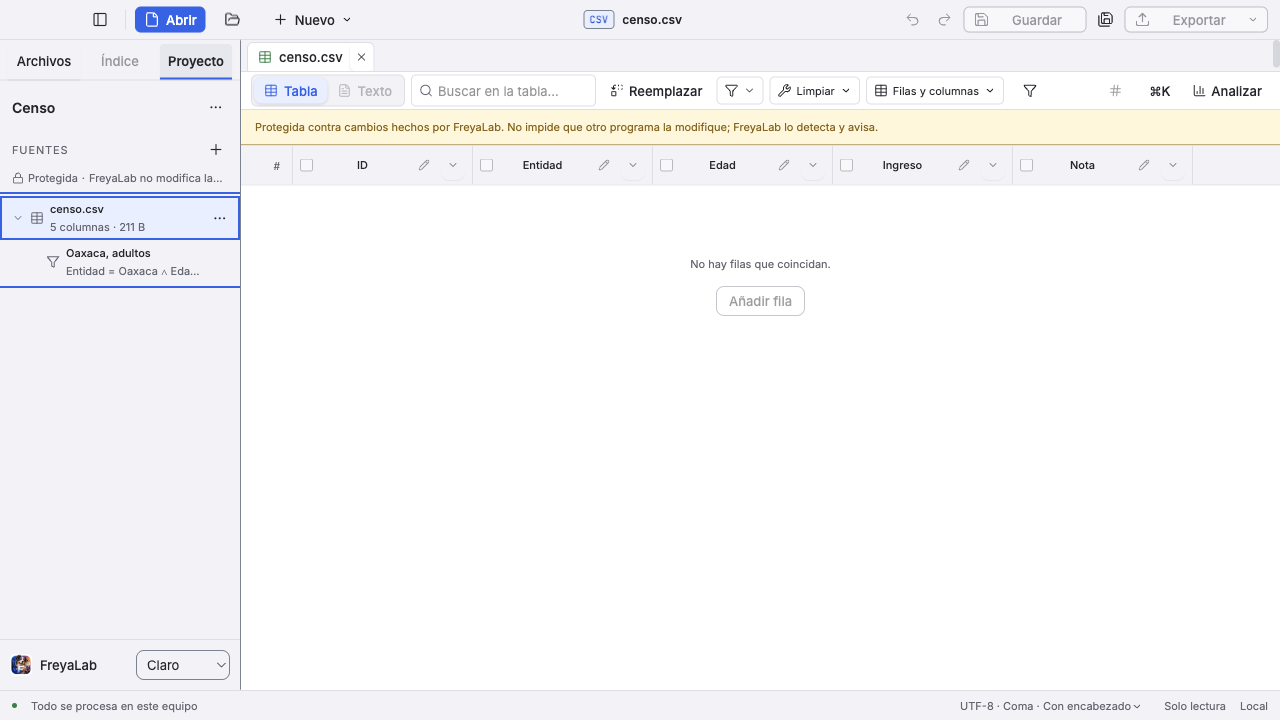 Abrir
Nuevo
CSV censo.csv
Guardar
Exportar
Archivos
Índice
Proyecto
censo.csv
Tabla
Texto
Buscar en la tabla...
Reemplazar
Limpiar
Filas y columnas
#
⌘K
Analizar
Censo
Protegida contra cambios hechos por FreyaLab. No impide que otro programa la modifique; FreyaLab lo detecta y avisa.
FUENTES
Protegida · FreyaLab no modifica la...
# ID Entidad Edad Ingreso Nota
censo.csv
5 columnas · 211 B
Oaxaca, adultos
Entidad = Oaxaca ∧ Eda...
No hay filas que coincidan.
Añadir fila
FreyaLab
Claro
Todo se procesa en este equipo
UTF-8 · Coma · Con encabezado
Solo lectura
Local